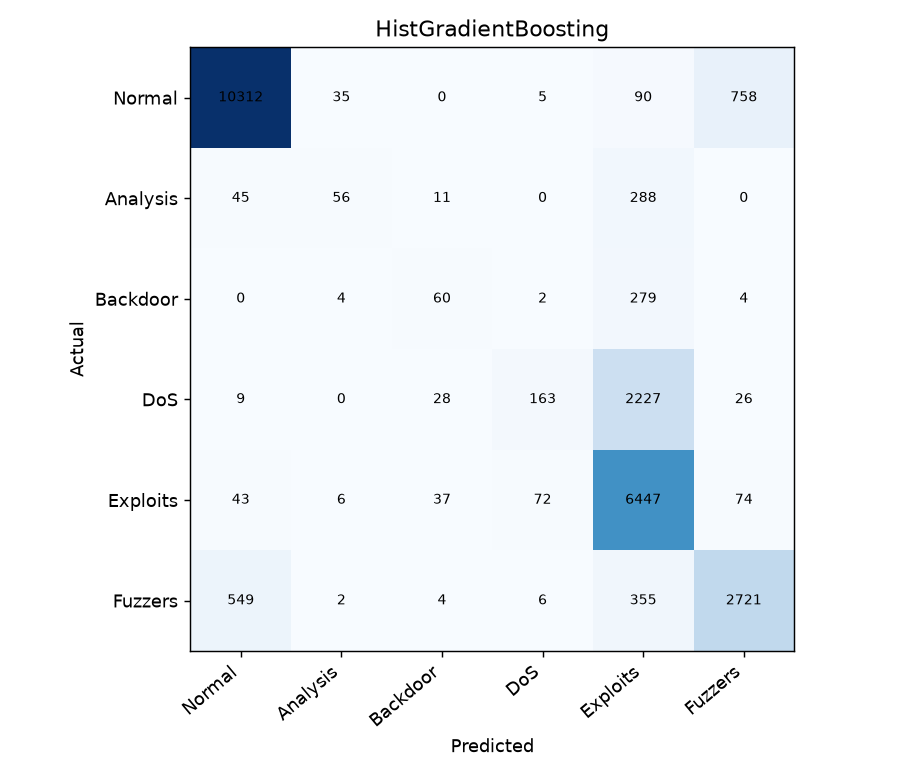 HistGradientBoosting
Actual
Normal 10312 35 0 5 90 758
Analysis 45 56 11 0 288 0
Backdoor 0 4 60 2 279 4
DoS 9 0 28 163 2227 26
Exploits 43 6 37 72 6447 74
Fuzzers 549 2 4 6 355 2721
Normal Analysis Backdoor DoS Exploits Fuzzers
Predicted